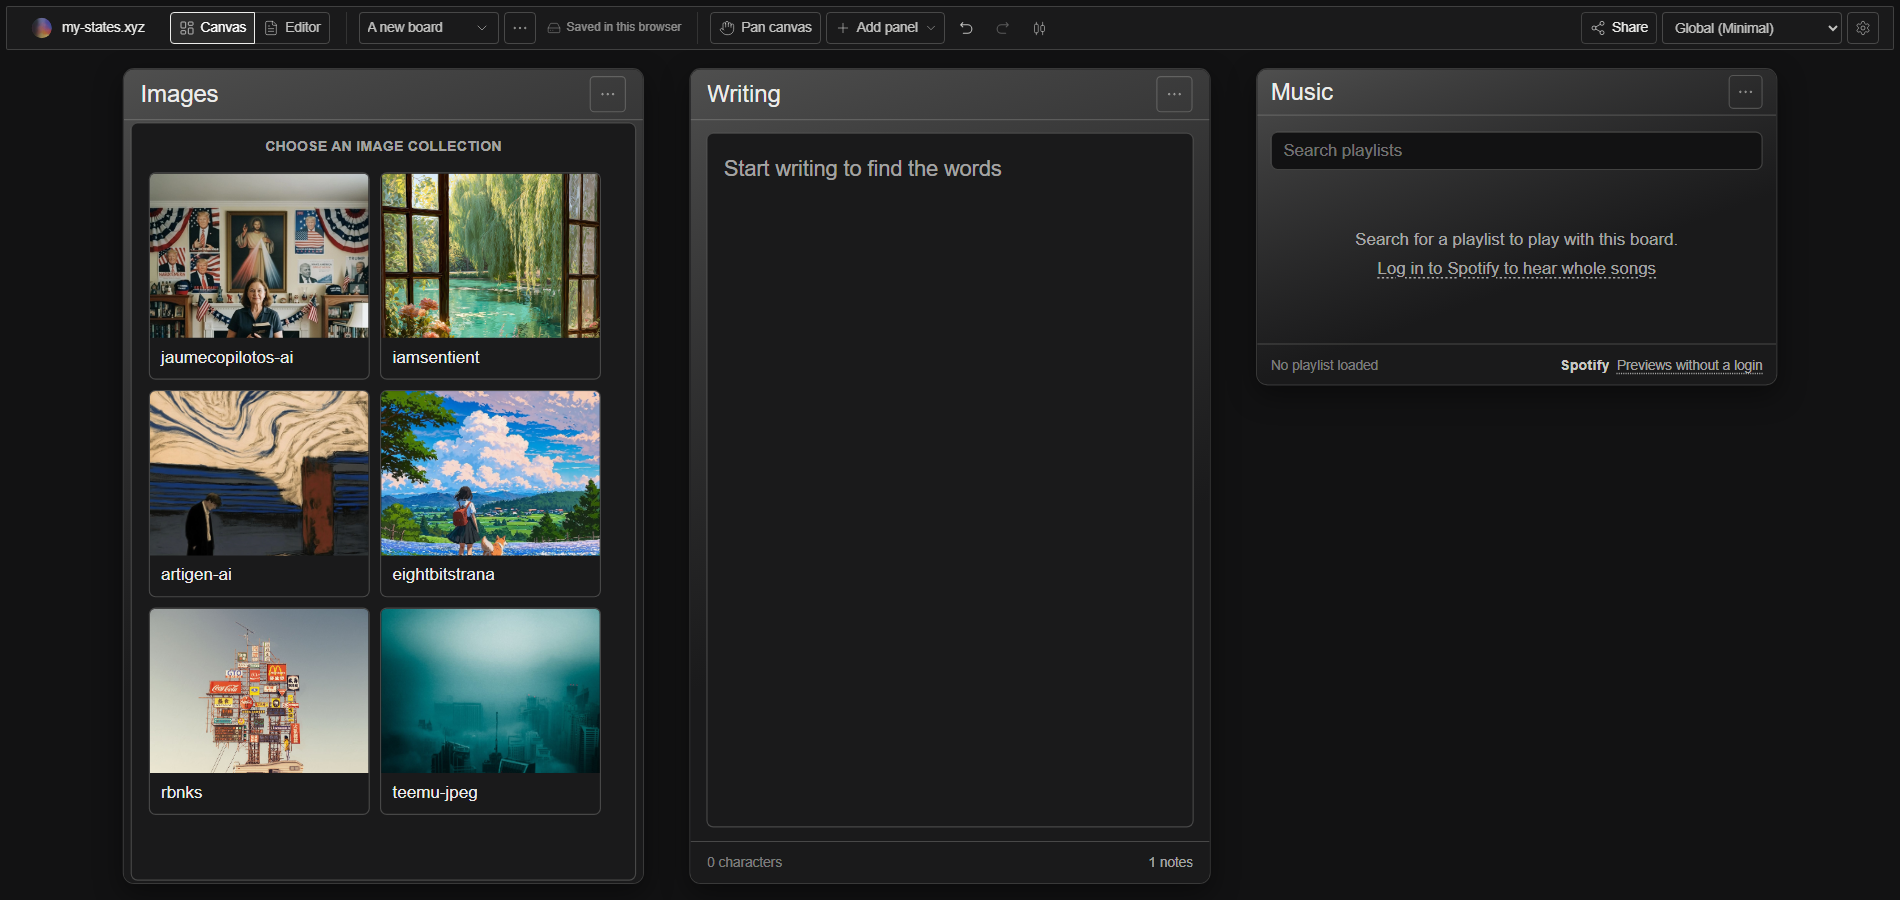 my-states.xyz
Canvas
Editor
A new board
Saved in this browser
Pan canvas
Add panel
Share
Global (Minimal)
Images
CHOOSE AN IMAGE COLLECTION
jaumecopilotos-ai
iamsentient
artigen-ai
eightbitstrana
rbnks
teemu-jpeg
Writing
Start writing to find the words
0 characters
1 notes
Music
Search playlists
Search for a playlist to play with this board.
Log in to Spotify to hear whole songs
No playlist loaded
Spotify Previews without a login